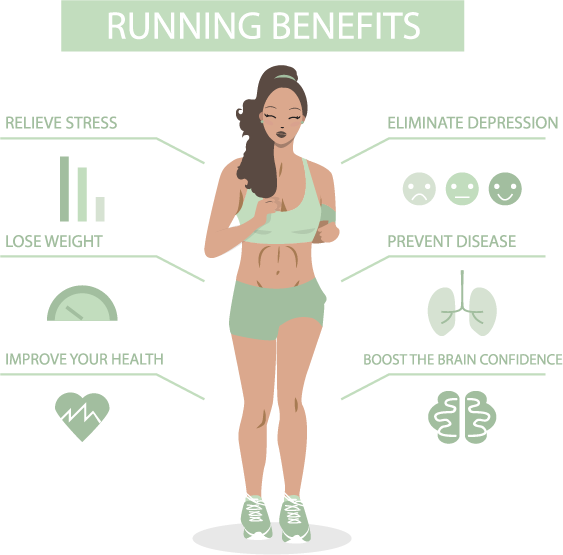 RUNNING BENEFITS
RELIEVE STRESS
ELIMINATE DEPRESSION
LOSE WEIGHT
PREVENT DISEASE
IMPROVE YOUR HEALTH
BOOST THE BRAIN CONFIDENCE